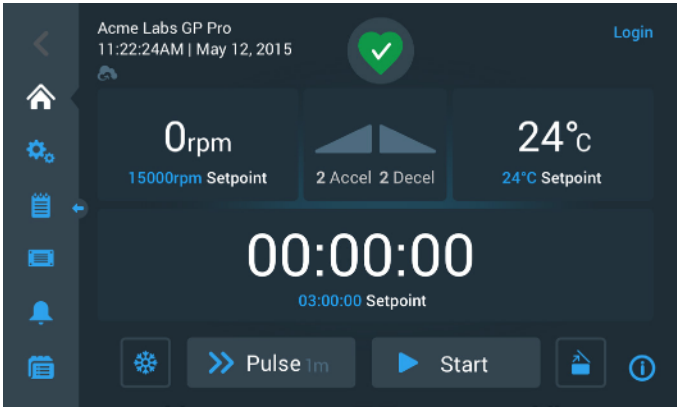 Acme Labs GP Pro
Login
11:22:24AM | May 12, 2015
0rpm
15000rpm Setpoint
2 Accel 2 Decel
24°C
24°C Setpoint
00:00:00
03:00:00 Setpoint
Pulse 1m
Start